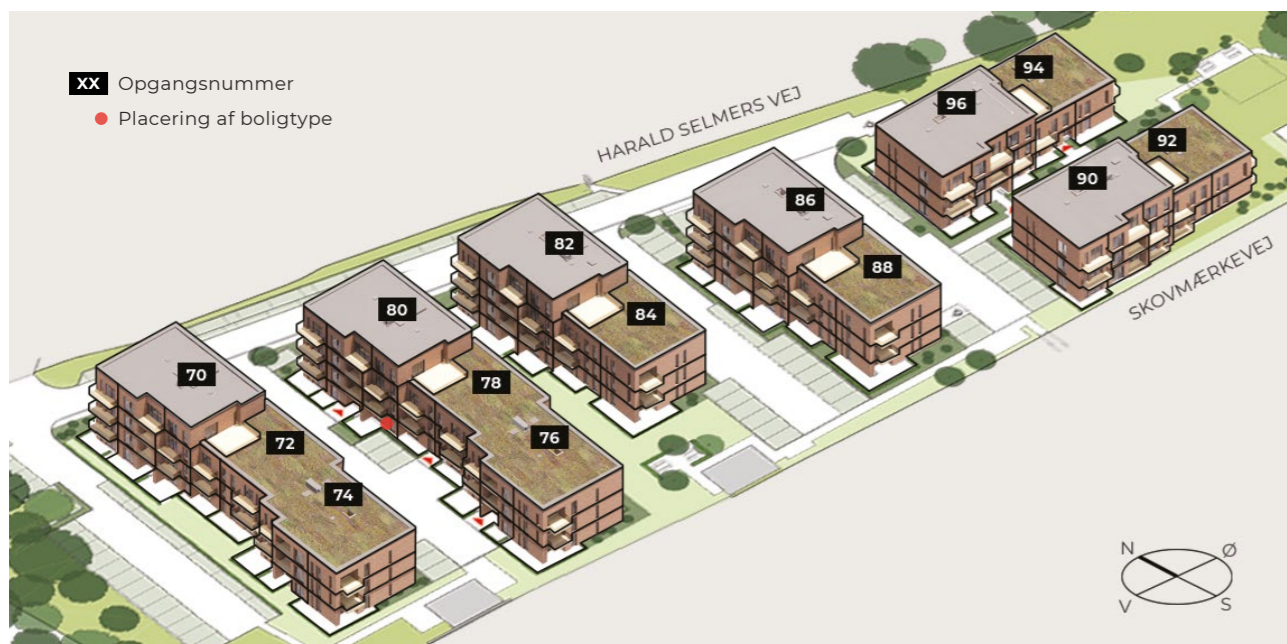 XX Opgangsnummer
Placering af boligtype
HARALD SELMERS VEJ
94
96
92
90
86
82
88
80
84
70
78
72
76
74
SKOVMÆRKEVEJ
N
Ø
V
S